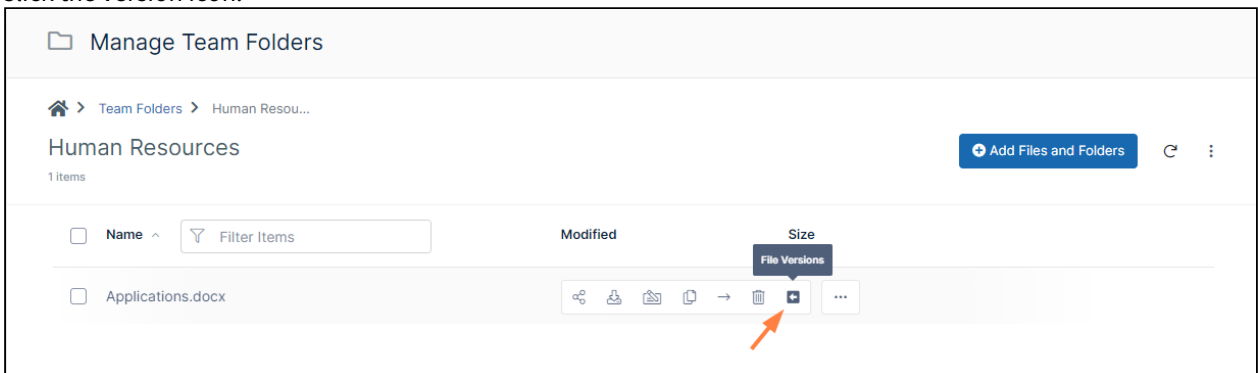 Manage Team Folders
Team Folders > Human Resou...
Human Resources
Add Files and Folders
1 items
Name
Filter Items
Modified
Size
File Versions
Applications.docx